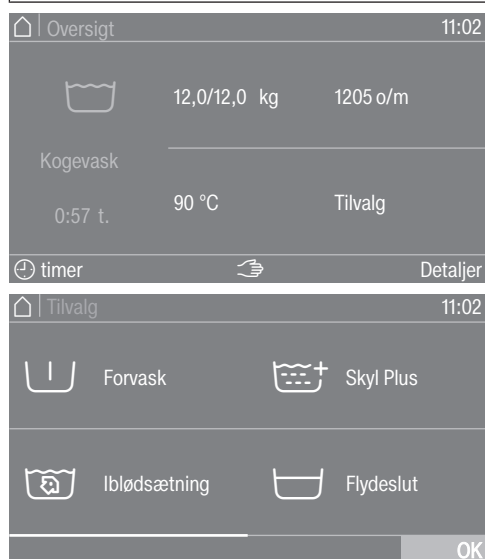 Oversigt 11:02
12,0/12,0 kg 1205 o/m
Kogevask
90 °C Tilvalg
0:57 t.
timer Detaljer
Tilvalg 11:02
Forvask Skyl Plus
Iblødsætning Flydeslut
OK